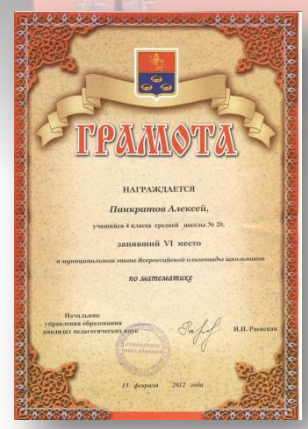 ГРАМОТА
НАГРАЖДАЕТСЯ
Панкратов Алексей,
учащийся 4 класса средней школы № 20,
занявший VI место
в муниципальном этапе Всероссийской олимпиады школьников
по математике
Начальник
управления образования
кандидат педагогических наук
Н.Н. Раевская
15 февраля 2012 года